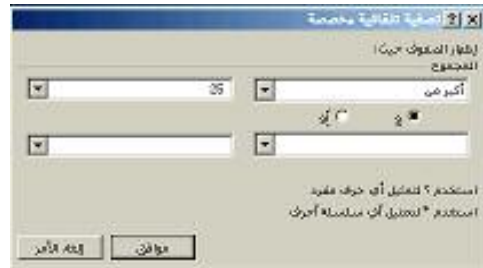 تصفية تلقائية مخصصة
إظهار الصفوف حيث:
المجموع
أكبر من 25
و أو
استخدم ؟ لتمثيل أي حرف مفرد
استخدم * لتمثيل أي سلسلة أحرف
موافق إلغاء الأمر